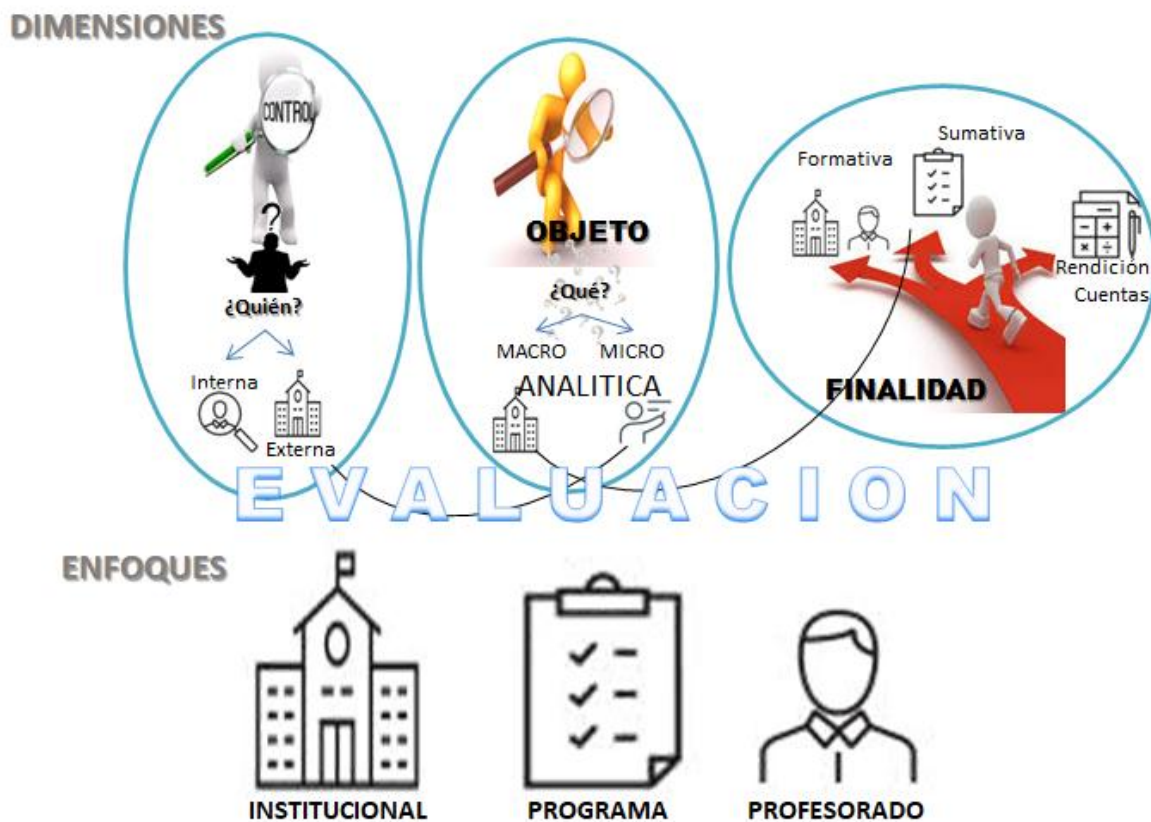 DIMENSIONES
CONTROL
?
¿Quién?
Interna
Externa
OBJETO
¿Qué?
MACRO MICRO
ANALITICA
Sumativa
Formativa
Rendición
Cuentas
FINALIDAD
EVALUACION
ENFOQUES
INSTITUCIONAL
PROGRAMA
PROFESORADO